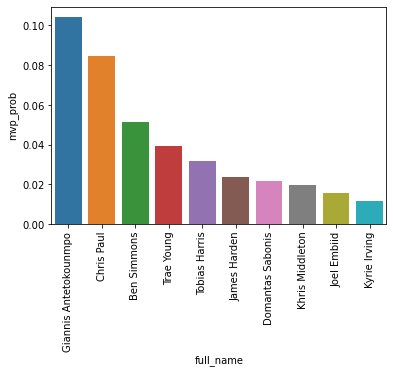 0.10
0.08
0.06
0.04
0.02
0.00
mvp_prob
Giannis Antetokounmpo
Chris Paul
Ben Simmons
Trae Young
Tobias Harris
James Harden
Domantas Sabonis
Khris Middleton
Joel Embiid
Kyrie Irving
full_name